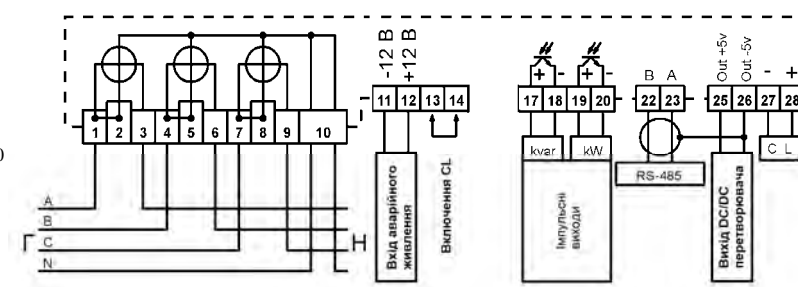 -12 В
+12 В
Out +5v
Out -5v
+ - + -
B A
- +
11 12 13 14
17 18 19 20
22 23
25 26 27 28
1 2 3 4 5 6 7 8 9 10
kvar kW
C L
RS-485
Вхід аварійного
живлення
Включення CL
Імпульсні
виходи
Вихід DC/DC
перетворювача
A
B
C
N
Г
Н
)